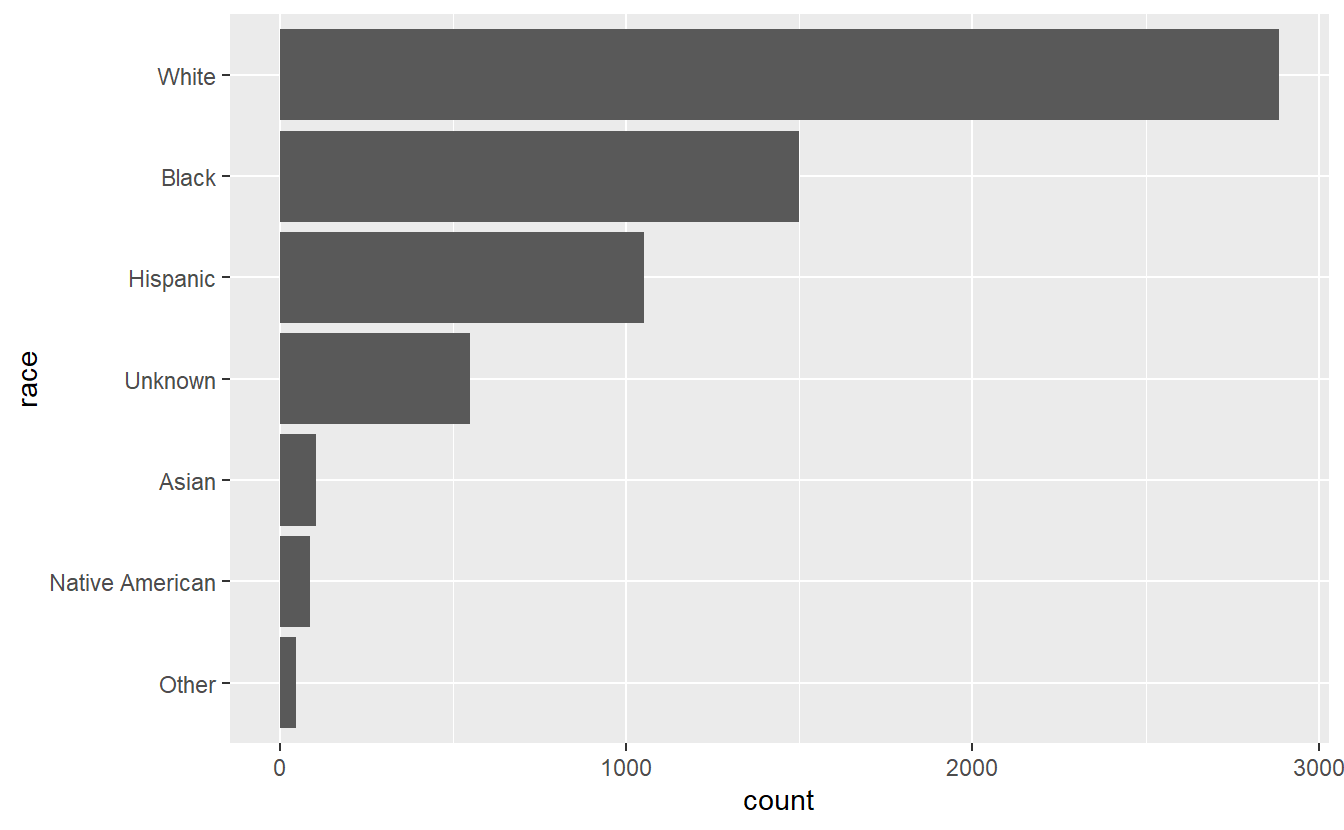 White
Black
Hispanic
Unknown
Asian
Native American
Other
race
0 1000 2000 3000
count